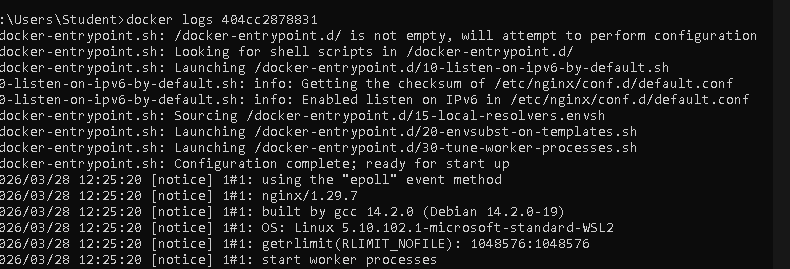 :\Users\Student>docker logs 404cc2878831
docker-entrypoint.sh: /docker-entrypoint.d/ is not empty, will attempt to perform configuration
docker-entrypoint.sh: Looking for shell scripts in /docker-entrypoint.d/
docker-entrypoint.sh: Launching /docker-entrypoint.d/10-listen-on-ipv6-by-default.sh
0-listen-on-ipv6-by-default.sh: info: Getting the checksum of /etc/nginx/conf.d/default.conf
0-listen-on-ipv6-by-default.sh: info: Enabled listen on IPv6 in /etc/nginx/conf.d/default.conf
docker-entrypoint.sh: Sourcing /docker-entrypoint.d/15-local-resolvers.envsh
docker-entrypoint.sh: Launching /docker-entrypoint.d/20-envsubst-on-templates.sh
docker-entrypoint.sh: Launching /docker-entrypoint.d/30-tune-worker-processes.sh
docker-entrypoint.sh: Configuration complete; ready for start up
026/03/28 12:25:20 [notice] 1#1: using the "epoll" event method
026/03/28 12:25:20 [notice] 1#1: nginx/1.29.7
026/03/28 12:25:20 [notice] 1#1: built by gcc 14.2.0 (Debian 14.2.0-19)
026/03/28 12:25:20 [notice] 1#1: OS: Linux 5.10.102.1-microsoft-standard-WSL2
026/03/28 12:25:20 [notice] 1#1: getrlimit(RLIMIT_NOFILE): 1048576:1048576
026/03/28 12:25:20 [notice] 1#1: start worker processes